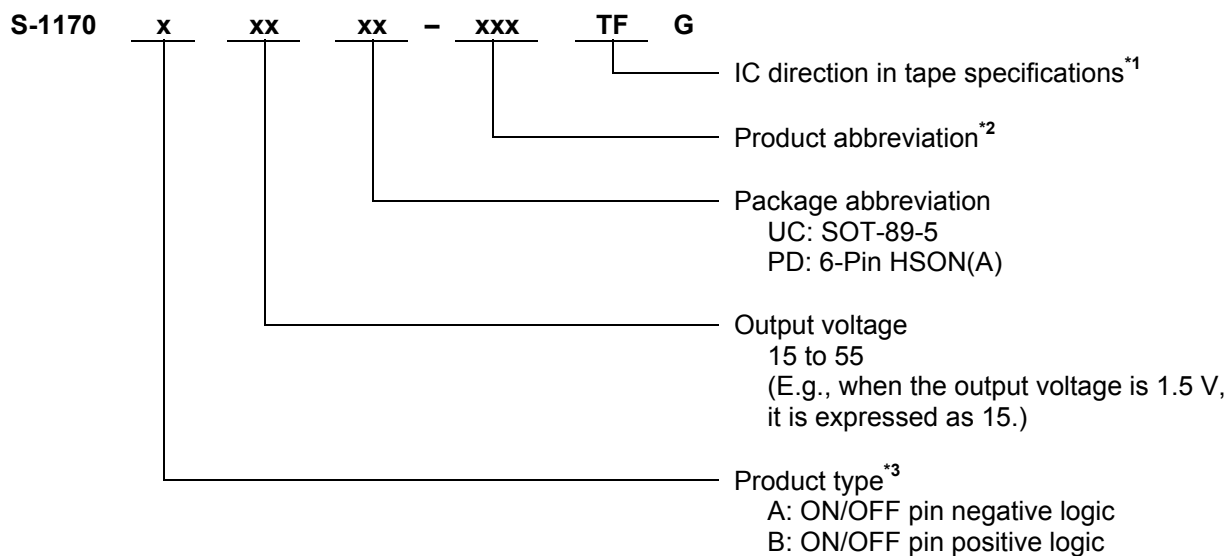 S-1170 x xx xx – xxx TF G
IC direction in tape specifications*1
Product abbreviation*2
Package abbreviation
UC: SOT-89-5
PD: 6-Pin HSON(A)
Output voltage
15 to 55
(E.g., when the output voltage is 1.5 V,
it is expressed as 15.)
Product type*3
A: ON/OFF pin negative logic
B: ON/OFF pin positive logic